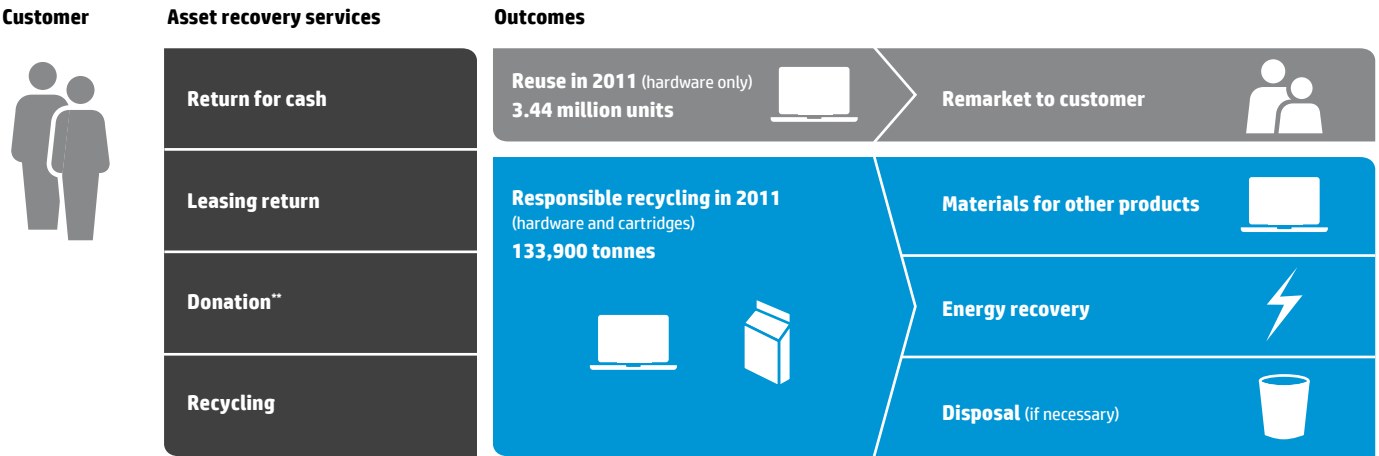 Customer
Asset recovery services
Outcomes
Return for cash
Leasing return
Donation**
Recycling
Reuse in 2011 (hardware only)
3.44 million units
Remarket to customer
Responsible recycling in 2011
(hardware and cartridges)
133,900 tonnes
Materials for other products
Energy recovery
Disposal (if necessary)